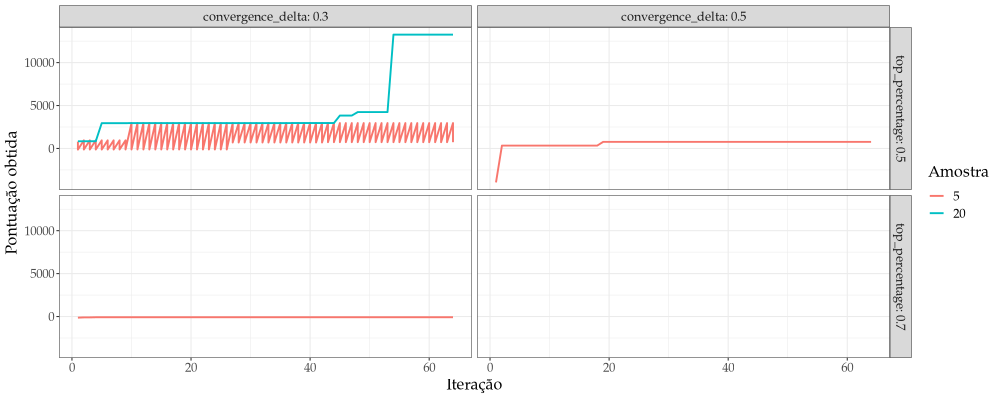 convergence_delta: 0.3
convergence_delta: 0.5
10000
5000
0
top_percentage: 0.5
10000
5000
0
top_percentage: 0.7
0
20
40
60
0
20
40
60
Iteração
Pontuação obtida
Amostra
5
20